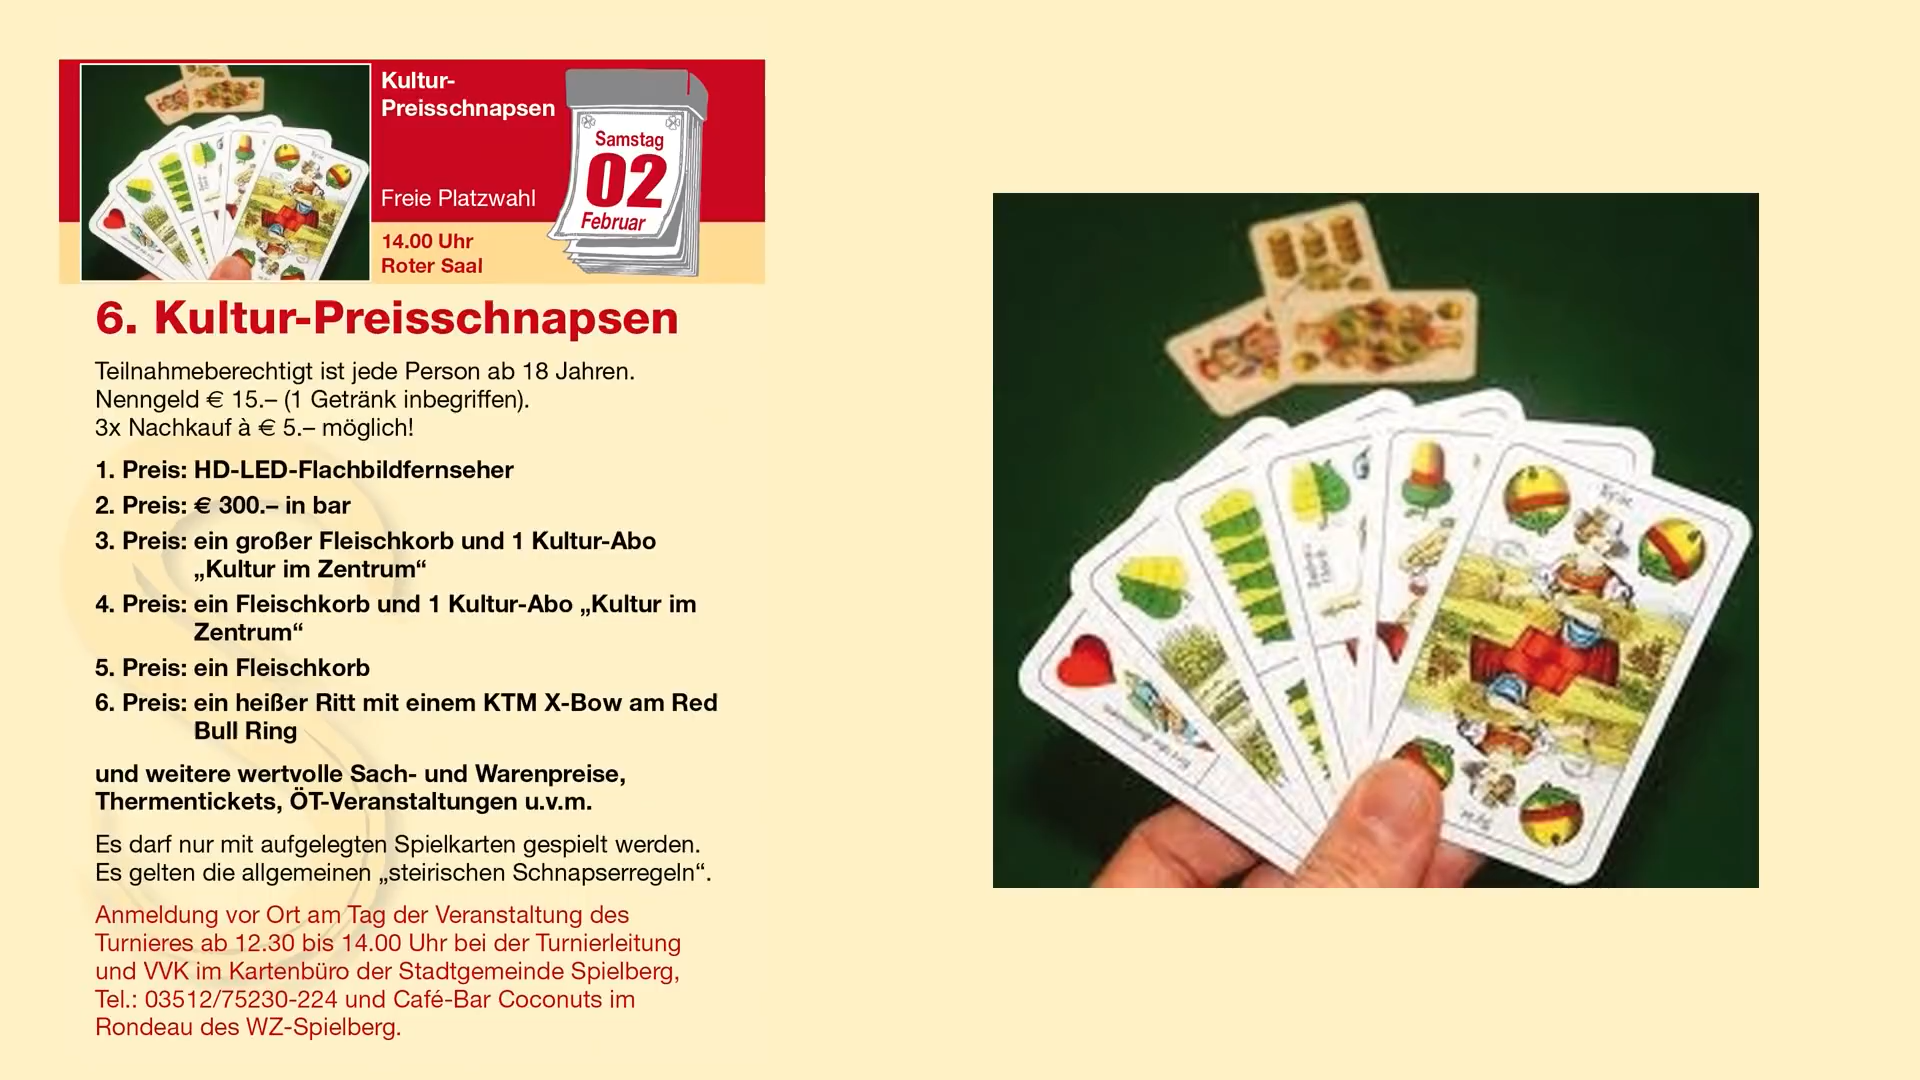 Kultur-
Preisschnapsen
Freie Platzwahl
14.00 Uhr
Roter Saal
Samstag
02
Februar
6. Kultur-Preisschnapsen
Teilnahmeberechtigt ist jede Person ab 18 Jahren.
Nenngeld € 15.– (1 Getränk inbegriffen).
3x Nachkauf à € 5.– möglich!
1. Preis: HD-LED-Flachbildfernseher
2. Preis: € 300.– in bar
3. Preis: ein großer Fleischkorb und 1 Kultur-Abo
„Kultur im Zentrum“
4. Preis: ein Fleischkorb und 1 Kultur-Abo „Kultur im
Zentrum“
5. Preis: ein Fleischkorb
6. Preis: ein heißer Ritt mit einem KTM X-Bow am Red
Bull Ring
und weitere wertvolle Sach- und Warenpreise,
Thermentickets, ÖT-Veranstaltungen u.v.m.
Es darf nur mit aufgelegten Spielkarten gespielt werden.
Es gelten die allgemeinen „steirischen Schnapserregeln“.
Anmeldung vor Ort am Tag der Veranstaltung des
Turnieres ab 12.30 bis 14.00 Uhr bei der Turnierleitung
und VVK im Kartenbüro der Stadtgemeinde Spielberg,
Tel.: 03512/75230-224 und Café-Bar Coconuts im
Rondeau des WZ-Spielberg.